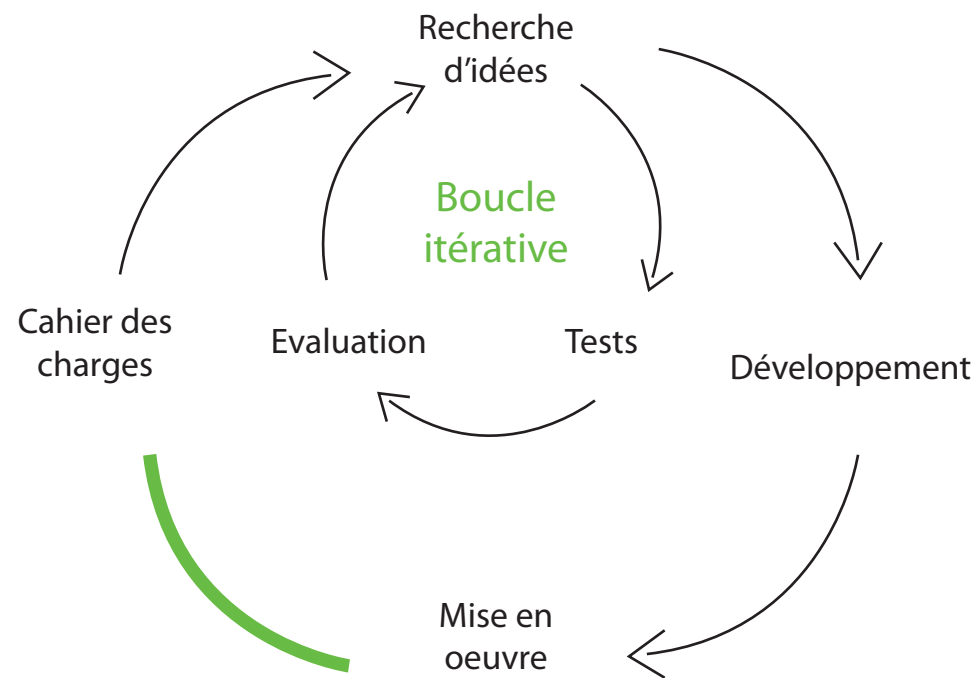 Recherche
d'idées
Boucle
itérative
Cahier des
charges
Evaluation
Tests
Développement
Mise en
oeuvre